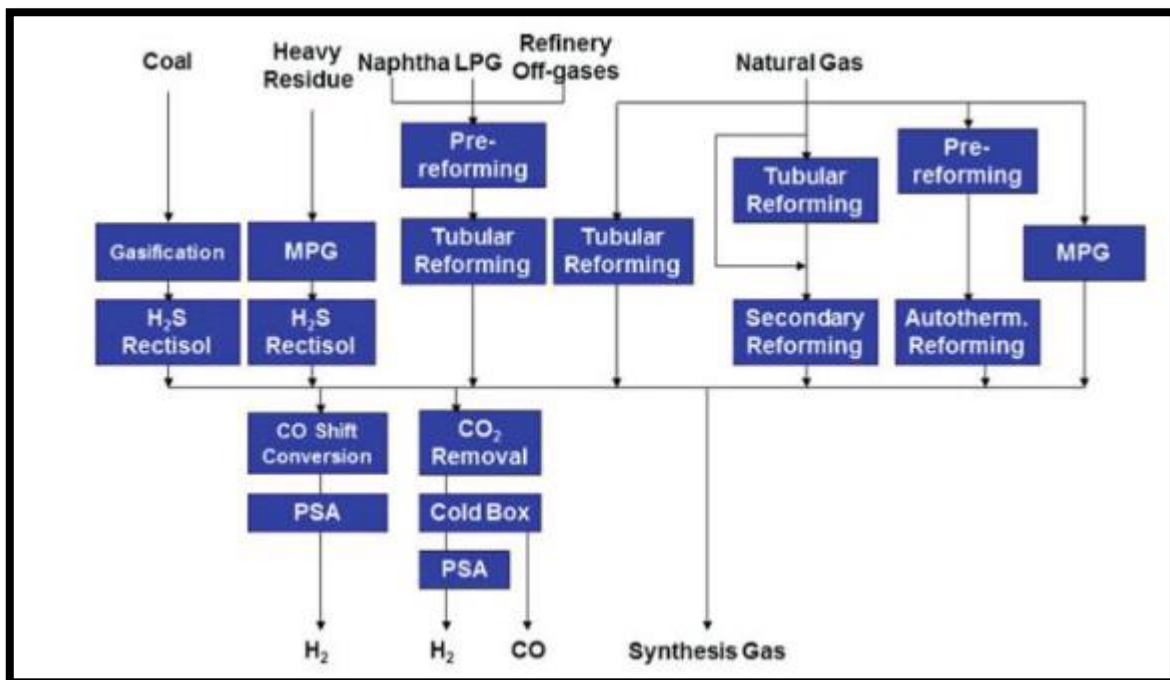 Coal
Heavy
Residue
Naphtha LPG
Refinery
Off-gases
Natural Gas
Pre-
reforming
Tubular
Reforming
Pre-
reforming
Gasification
MPG
Tubular
Reforming
Tubular
Reforming
MPG
H₂S
Rectisol
H₂S
Rectisol
Secondary
Reforming
Autotherm.
Reforming
CO Shift
Conversion
CO₂
Removal
PSA
Cold Box
PSA
H₂
H₂
CO
Synthesis Gas